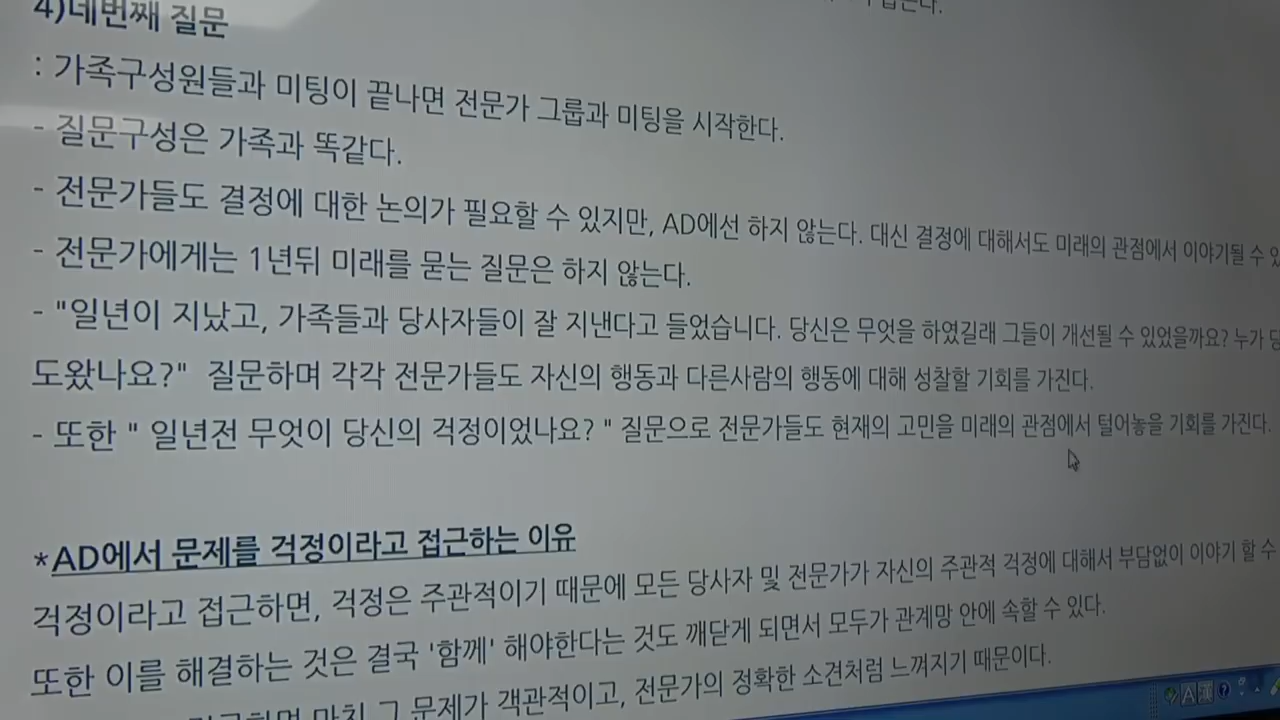 4)네번째 질문
: 가족구성원들과 미팅이 끝나면 전문가 그룹과 미팅을 시작한다.
- 질문구성은 가족과 똑같다.
- 전문가들도 결정에 대한 논의가 필요할 수 있지만, AD에선 하지 않는다. 대신 결정에 대해서도 미래의 관점에서 이야기될 수
- 전문가에게는 1년뒤 미래를 묻는 질문은 하지 않는다.
- "일년이 지났고, 가족들과 당사자들이 잘 지낸다고 들었습니다. 당신은 무엇을 하였길래 그들이 개선될 수 있었을까요? 누가
도왔나요?" 질문하며 각각 전문가들도 자신의 행동과 다른사람의 행동에 대해 성찰할 기회를 가진다.
- 또한 " 일년전 무엇이 당신의 걱정이었나요? " 질문으로 전문가들도 현재의 고민을 미래의 관점에서 털어놓을 기회를 가진다.
*AD에서 문제를 걱정이라고 접근하는 이유
걱정이라고 접근하면, 걱정은 주관적이기 때문에 모든 당사자 및 전문가가 자신의 주관적 걱정에 대해서 부담없이 이야기 할 수
또한 이를 해결하는 것은 결국 '함께' 해야한다는 것도 깨닫게 되면서 모두가 관계망 안에 속할 수 있다.
마치 그 문제가 객관적이고, 전문가의 정확한 소견처럼 느껴지기 때문이다.